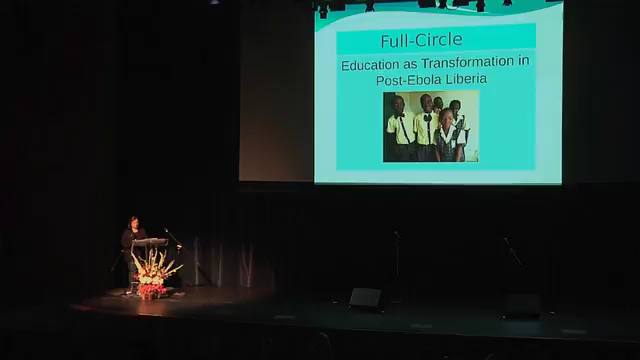 Full-Circle
Education as Transformation in
Post-Ebola Liberia